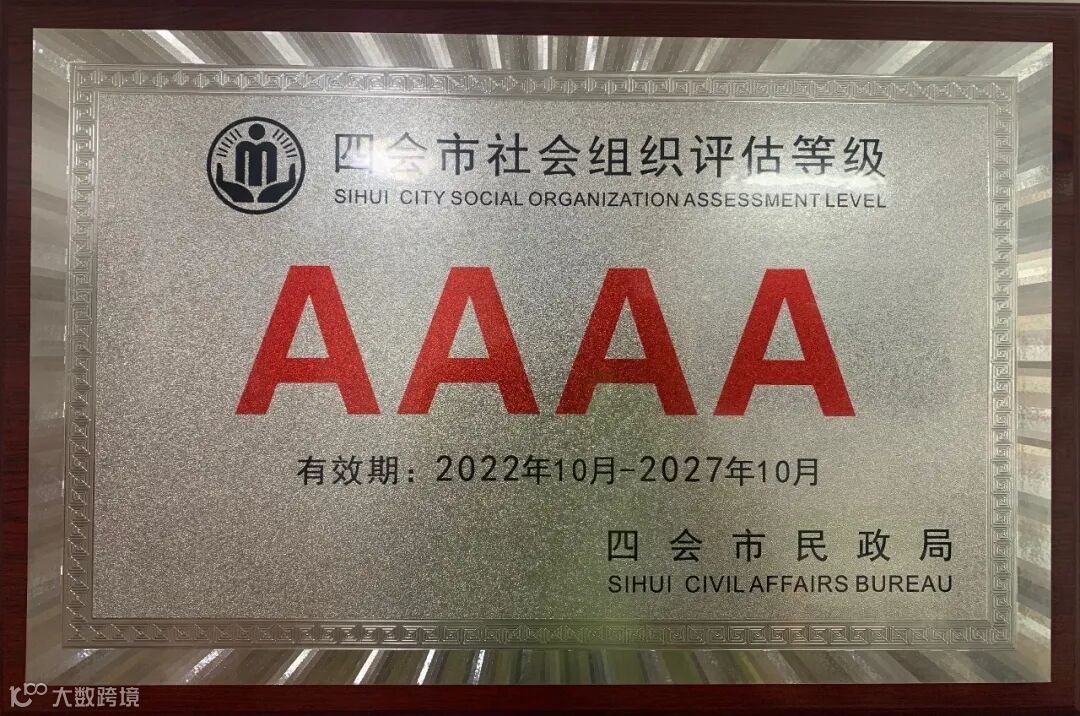 四会市社会组织评估等级
SIHUI CITY SOCIAL ORGANIZATION ASSESSMENT LEVEL
AAAA
有效期：2022年10月-2027年10月
四会市民政局
SIHUI CIVIL AFFAIRS BUREAU
大数跨境